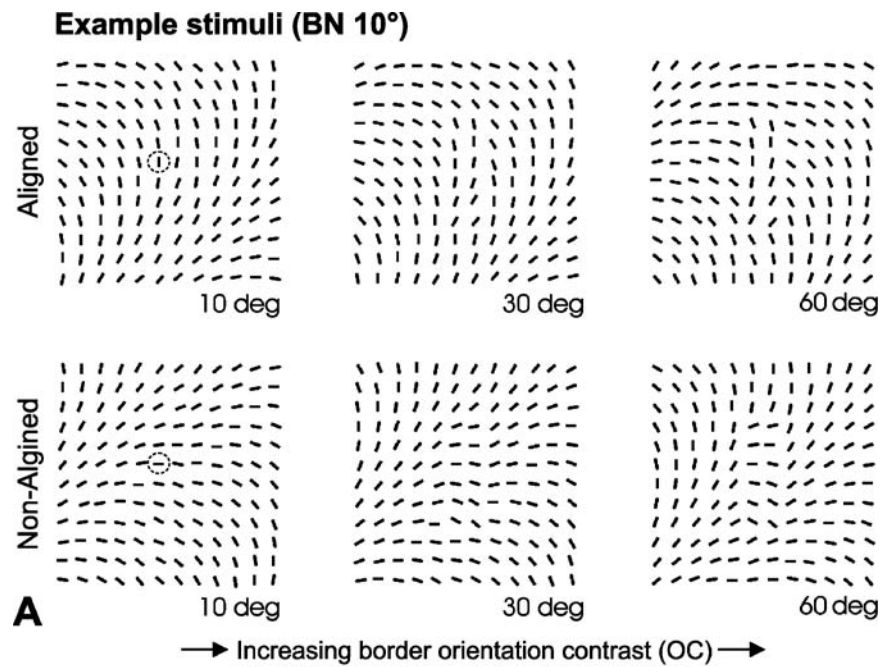 Example stimuli (BN 10°)
Aligned
10 deg
30 deg
60 deg
Non-Algined
10 deg
30 deg
60 deg
A
Increasing border orientation contrast (OC)